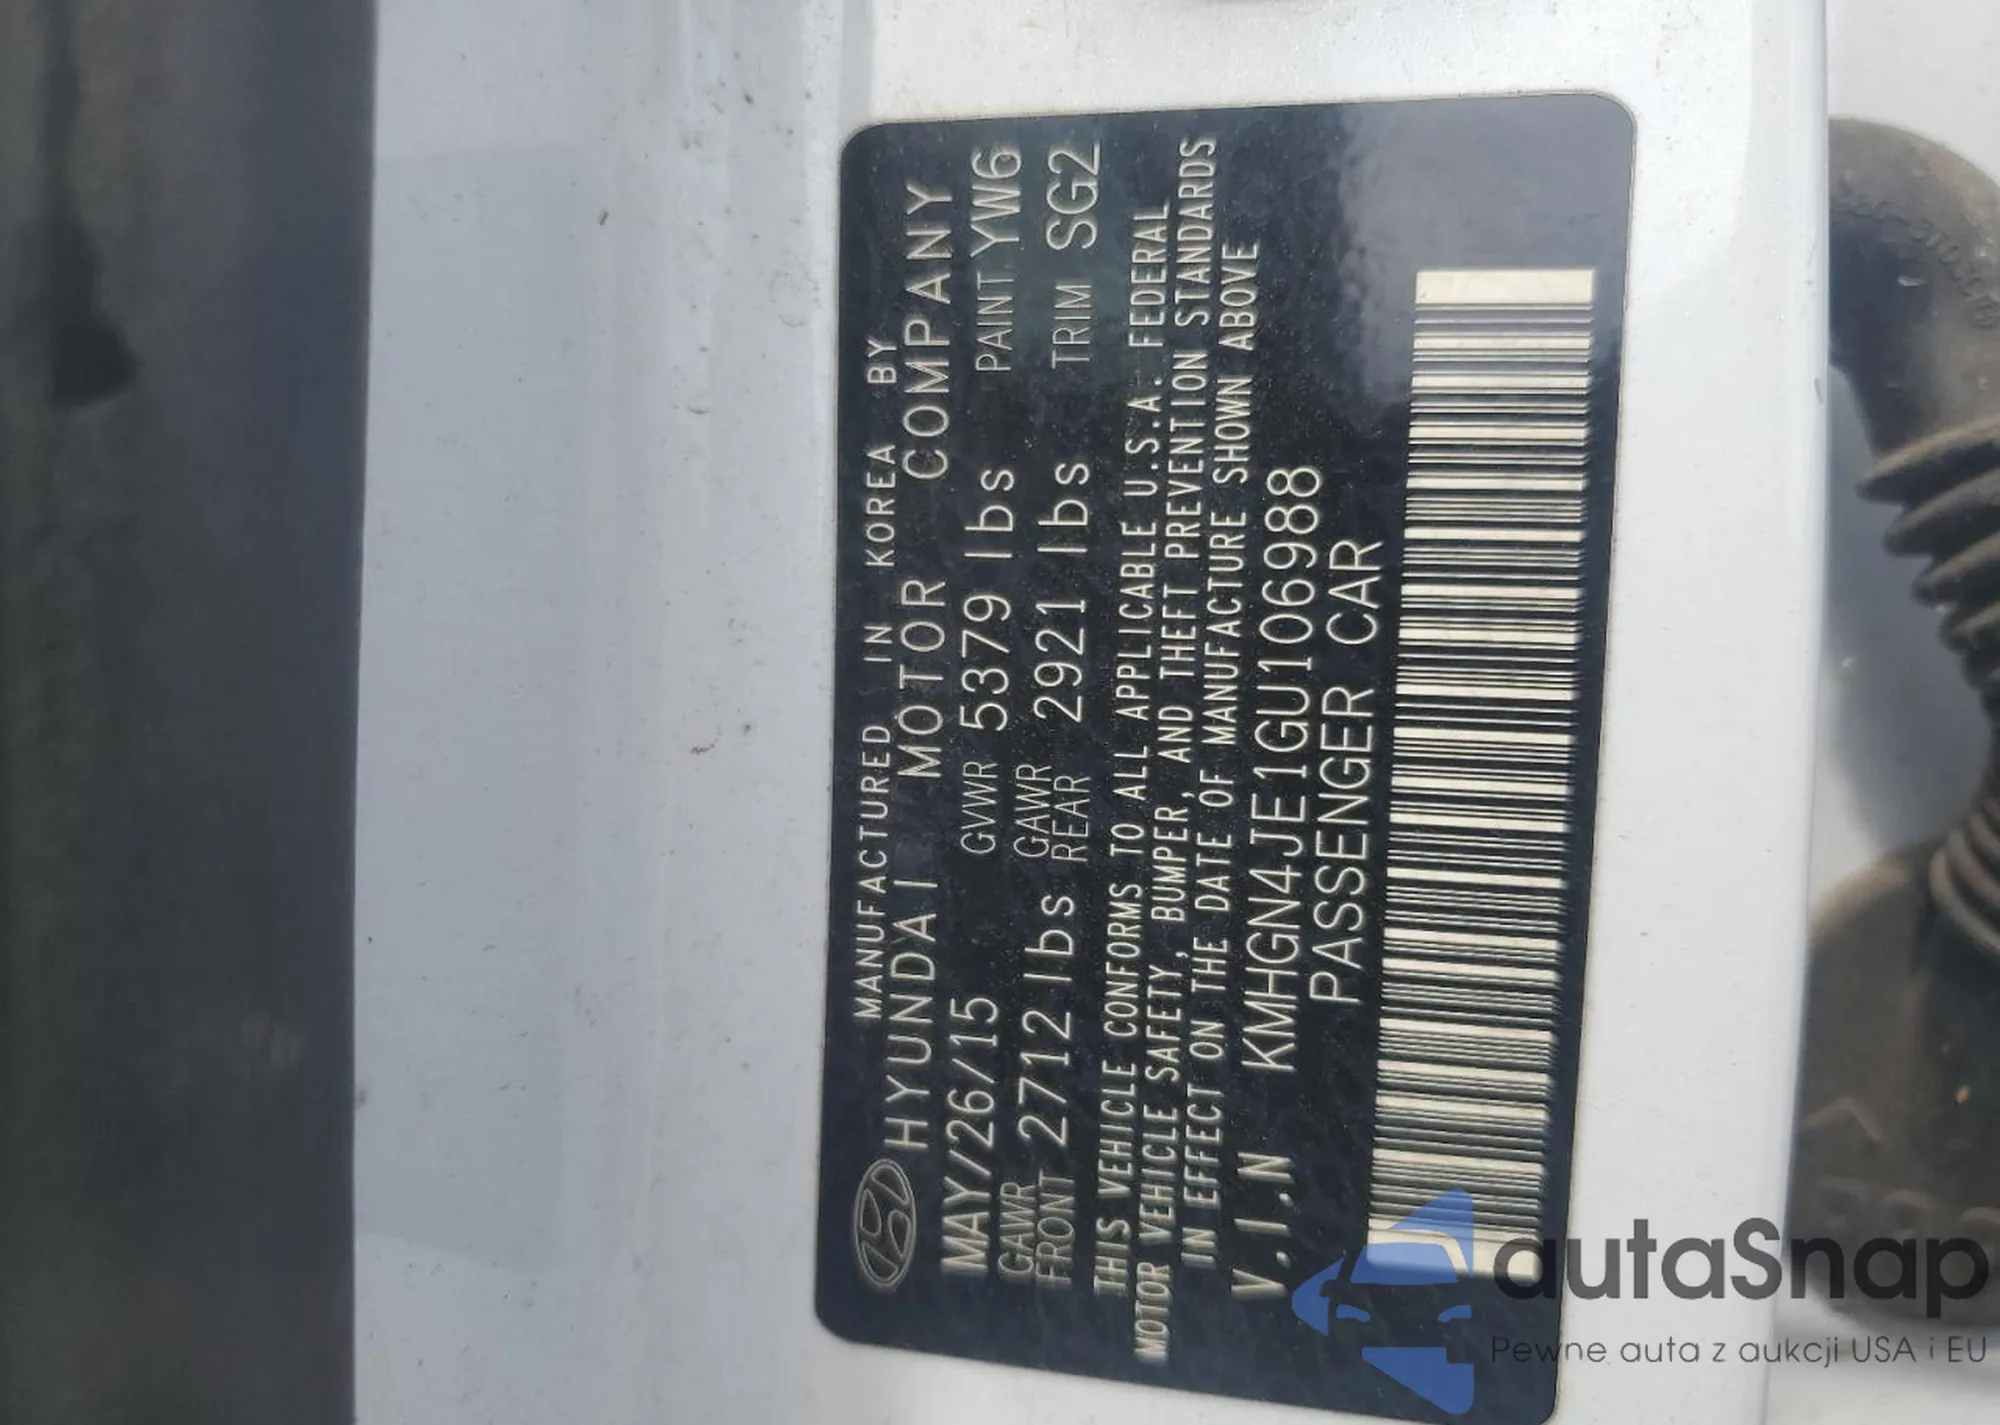 MANUFACTURED IN KOREA BY
HYUNDAI MOTOR COMPANY
MAY/26/15 GVWR 5379 lbs PAINT YW6
GAWR FRONT 2712 lbs GAWR REAR 2921 lbs TRIM SG2
THIS VEHICLE CONFORMS TO ALL APPLICABLE U.S.A. FEDERAL
MOTOR VEHICLE SAFETY, BUMPER, AND THEFT PREVENTION STANDARDS
IN EFFECT ON THE DATE OF MANUFACTURE SHOWN ABOVE
V.I.N KMHGN4JE1GU106988
PASSENGER CAR
autaSnap
Pewne auta z aukcji USA i EU